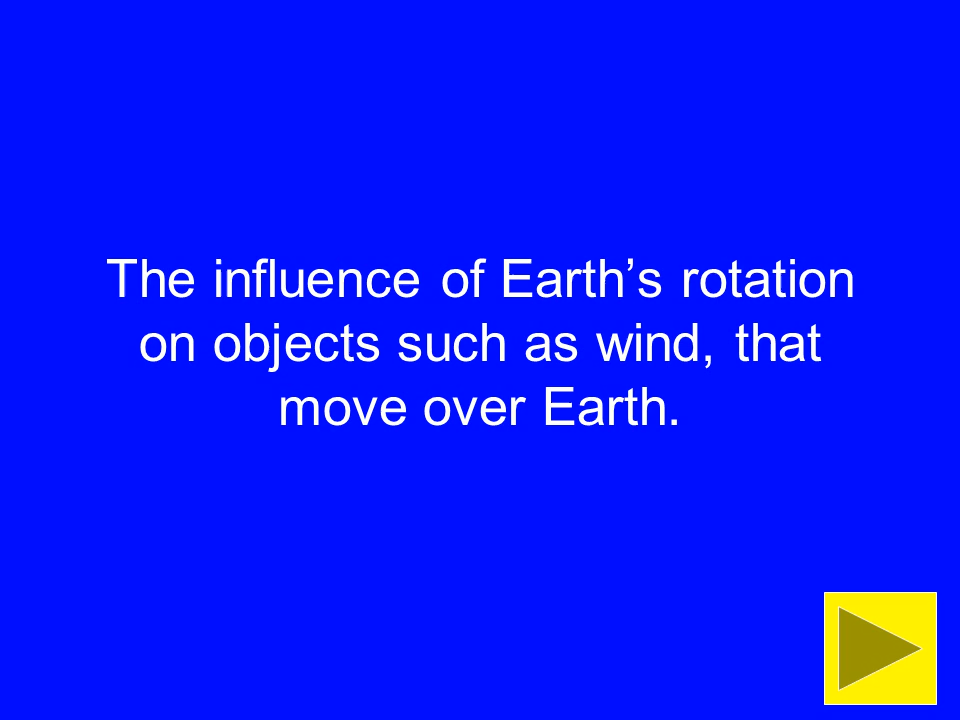 The influence of Earth’s rotation
on objects such as wind, that
move over Earth.